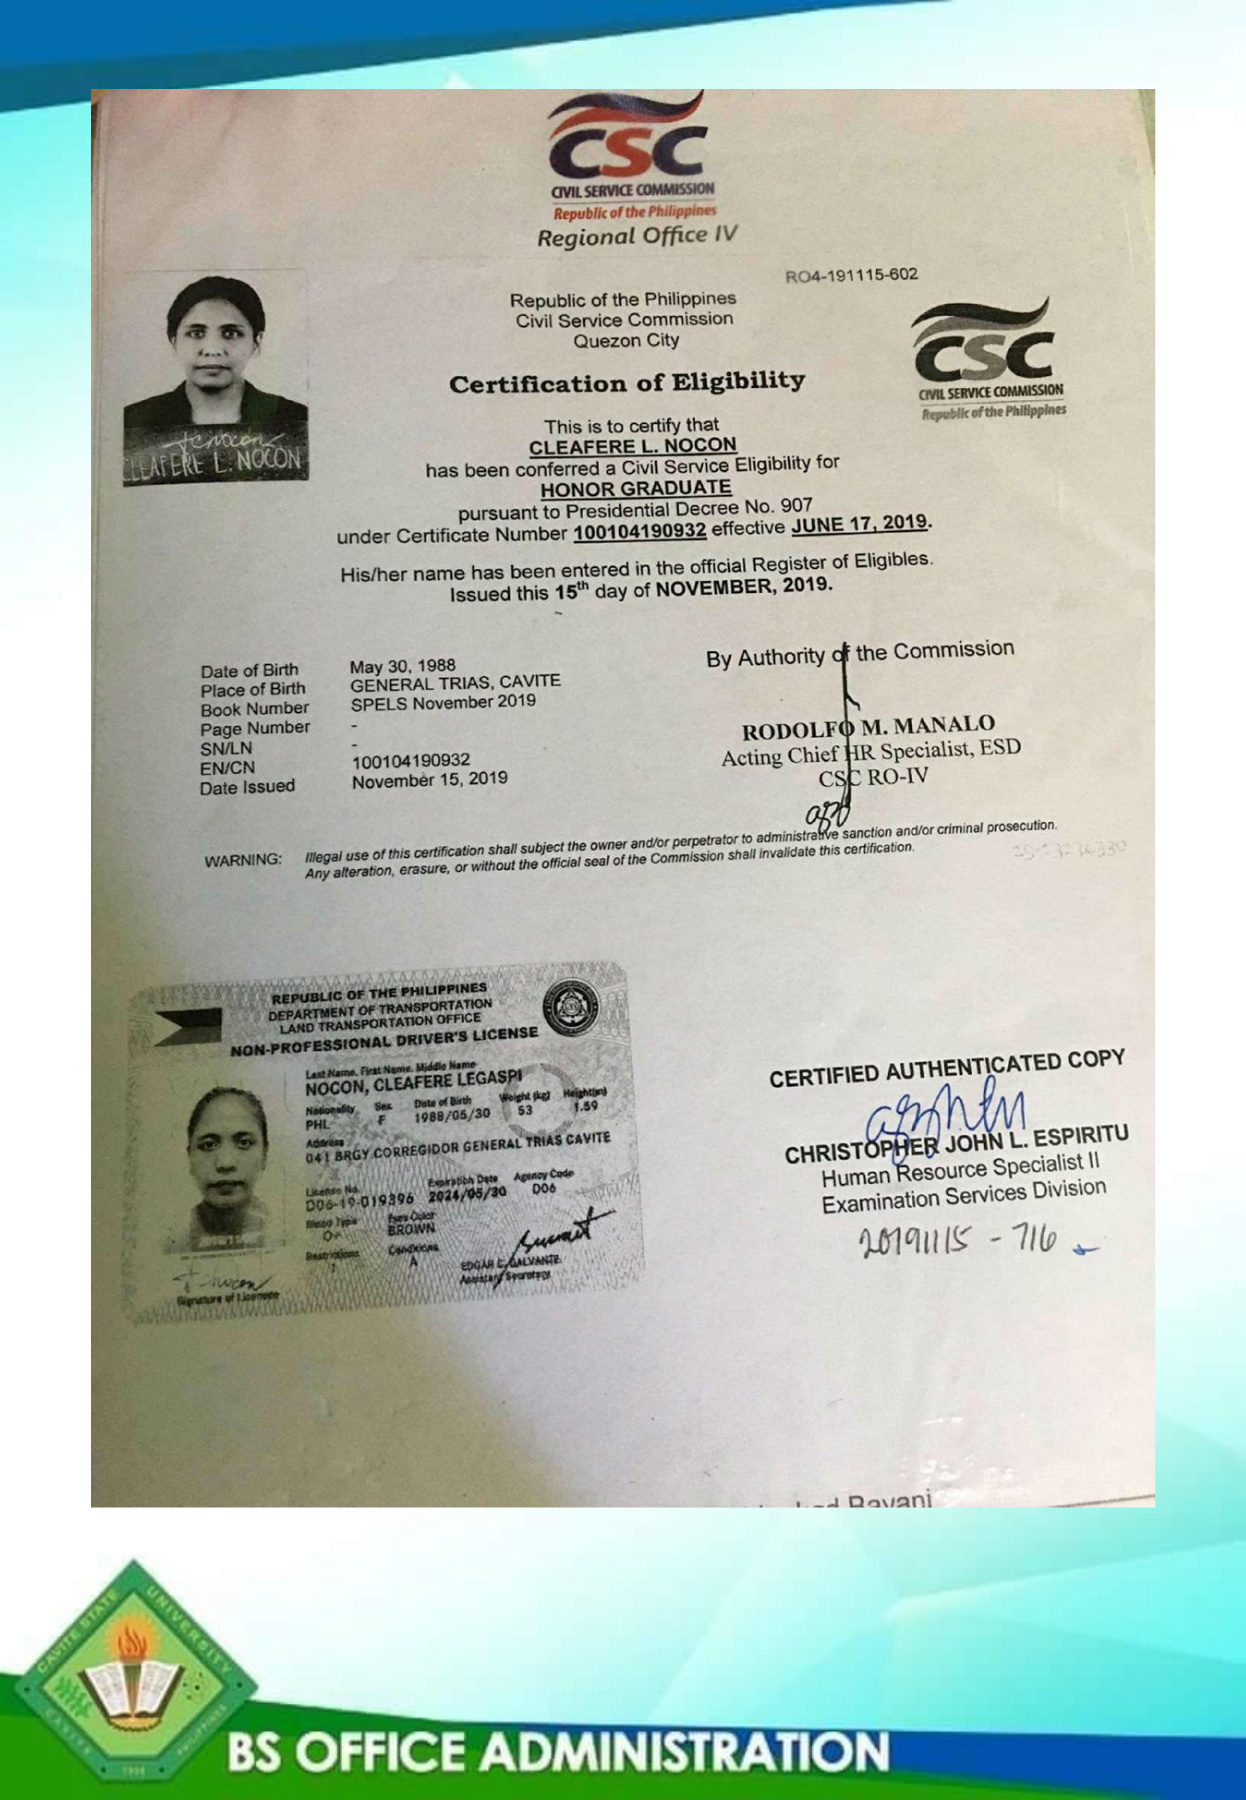 CSC
CIVIL SERVICE COMMISSION
Republic of the Philippines
Regional Office IV
RO4-191115-602
Republic of the Philippines
Civil Service Commission
Quezon City
CSC
CIVIL SERVICE COMMISSION
Republic of the Philippines
CLEAFERE L. NOCON
Certification of Eligibility
This is to certify that
CLEAFERE L. NOCON
has been conferred a Civil Service Eligibility for
HONOR GRADUATE
pursuant to Presidential Decree No. 907
under Certificate Number 100104190932 effective JUNE 17, 2019.
His/her name has been entered in the official Register of Eligibles.
Issued this 15th day of NOVEMBER, 2019.
Date of Birth May 30, 1988
Place of Birth GENERAL TRIAS, CAVITE
Book Number SPELS November 2019
Page Number -
SN/LN -
EN/CN 100104190932
Date Issued November 15, 2019
By Authority of the Commission
RODOLFO M. MANALO
Acting Chief HR Specialist, ESD
CSC RO-IV
WARNING: Illegal use of this certification shall subject the owner and/or perpetrator to administrative sanction and/or criminal prosecution.
Any alteration, erasure, or without the official seal of the Commission shall invalidate this certification.
REPUBLIC OF THE PHILIPPINES
DEPARTMENT OF TRANSPORTATION
LAND TRANSPORTATION OFFICE
NON-PROFESSIONAL DRIVER'S LICENSE
Last Name, First Name, Middle Name
NOCON, CLEAFERE LEGASPI
Nationality Sex Date of Birth Weight (kg) Height(m)
PHL F 1988/05/30 53 1.59
Address
041 BRGY CORREGIDOR GENERAL TRIAS CAVITE
License No. Expiration Date Agency Code
D06-19-019396 2024/05/30 D06
Blood Type Eyes Color
O+ BROWN
Restrictions Conditions
1 A
EDGAR C. GALVANTE
Assistant Secretary
Signature of Licensee
CERTIFIED AUTHENTICATED COPY
CHRISTOPHER JOHN L. ESPIRITU
Human Resource Specialist II
Examination Services Division
20191115 - 716
Bayani
CAVITE STATE UNIVERSITY
CAVITE PHILIPPINES
1906
BS OFFICE ADMINISTRATION